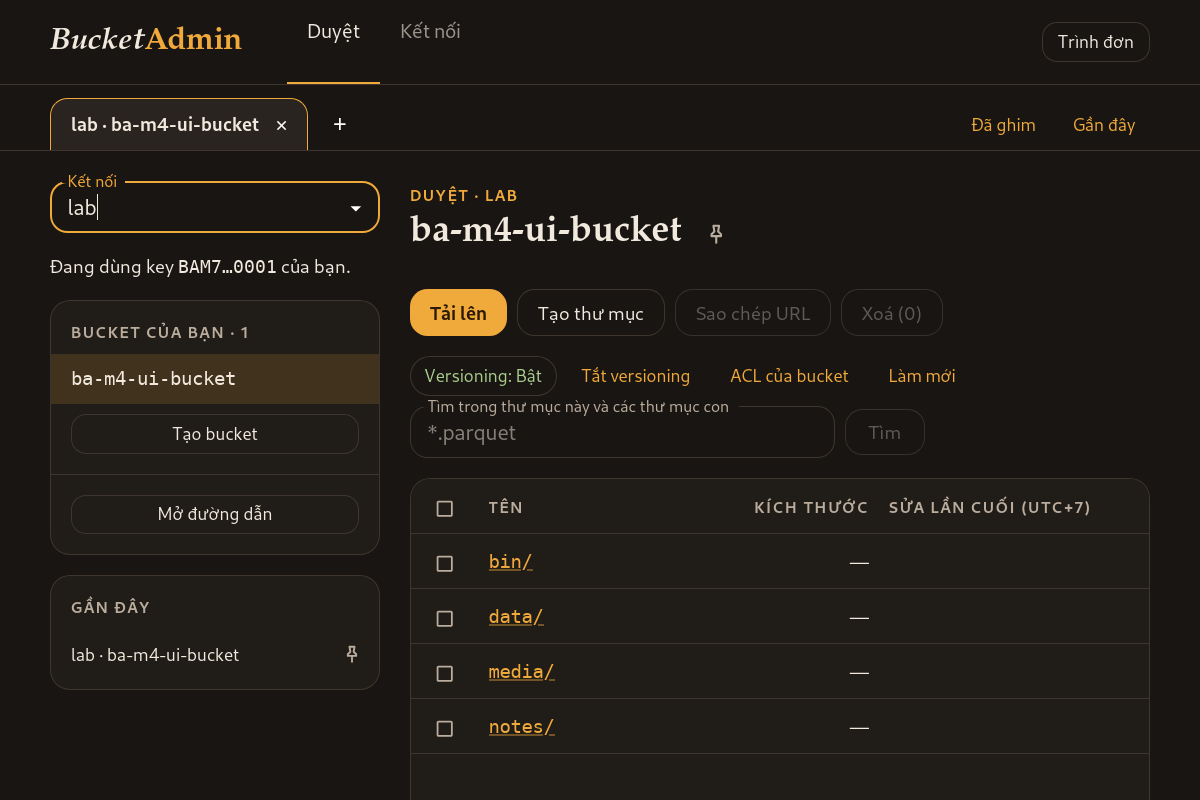 BucketAdmin
Duyệt
Kết nối
Trình đơn
lab · ba-m4-ui-bucket ×
+
Đã ghim
Gần đây
Kết nối
lab
Đang dùng key BAM7…0001 của bạn.
BUCKET CỦA BẠN · 1
ba-m4-ui-bucket
Tạo bucket
Mở đường dẫn
GẦN ĐÂY
lab · ba-m4-ui-bucket
DUYỆT · LAB
ba-m4-ui-bucket
Tải lên
Tạo thư mục
Sao chép URL
Xoá (0)
Versioning: Bật
Tắt versioning
ACL của bucket
Làm mới
Tìm trong thư mục này và các thư mục con
*.parquet
Tìm
TÊN
KÍCH THƯỚC
SỬA LẦN CUỐI (UTC+7)
bin/ —
data/ —
media/ —
notes/ —